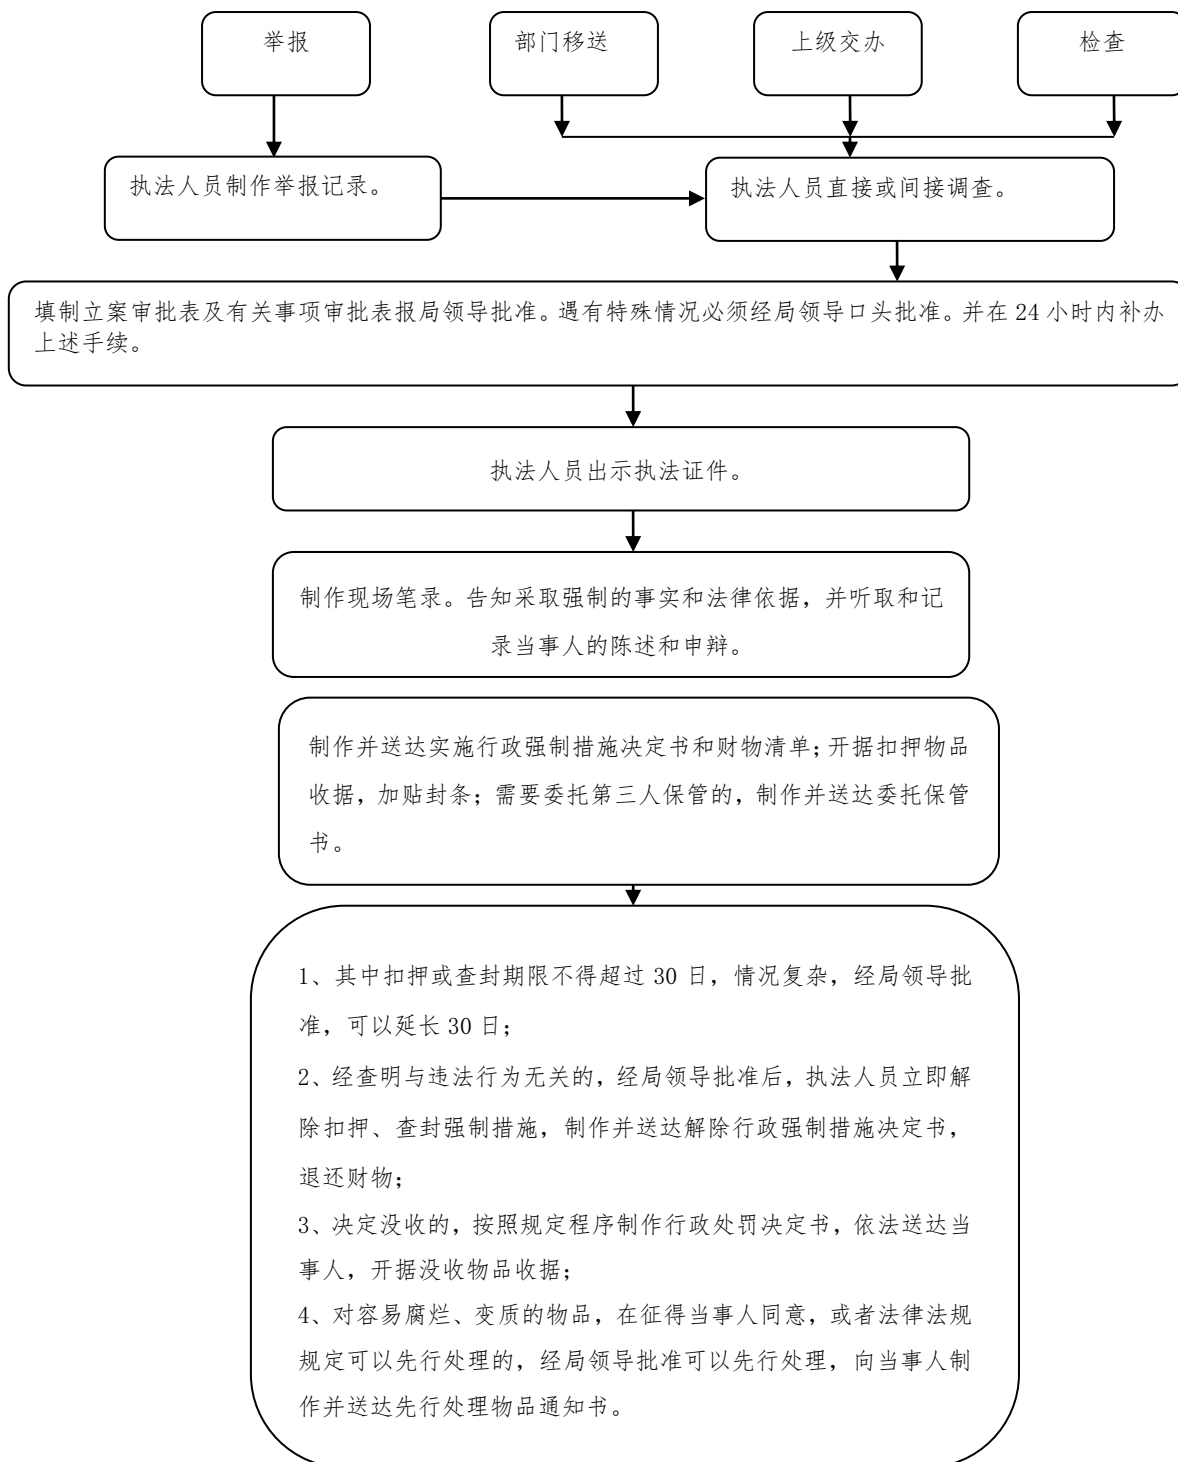 举报
部门移送
上级交办
检查
执法人员制作举报记录。
执法人员直接或间接调查。
填制立案审批表及有关事项审批表报局领导批准。遇有特殊情况必须经局领导口头批准。并在 24 小时内补办
上述手续。
执法人员出示执法证件。
制作现场笔录。告知采取强制的事实和法律依据，并听取和记
录当事人的陈述和申辩。
制作并送达实施行政强制措施决定书和财物清单；开据扣押物品
收据，加贴封条；需要委托第三人保管的，制作并送达委托保管
书。
1、其中扣押或查封期限不得超过 30 日，情况复杂，经局领导批
准，可以延长 30 日；
2、经查明与违法行为无关的，经局领导批准后，执法人员立即解
除扣押、查封强制措施，制作并送达解除行政强制措施决定书，
退还财物；
3、决定没收的，按照规定程序制作行政处罚决定书，依法送达当
事人，开据没收物品收据；
4、对容易腐烂、变质的物品，在征得当事人同意，或者法律法规
规定可以先行处理的，经局领导批准可以先行处理，向当事人制
作并送达先行处理物品通知书。